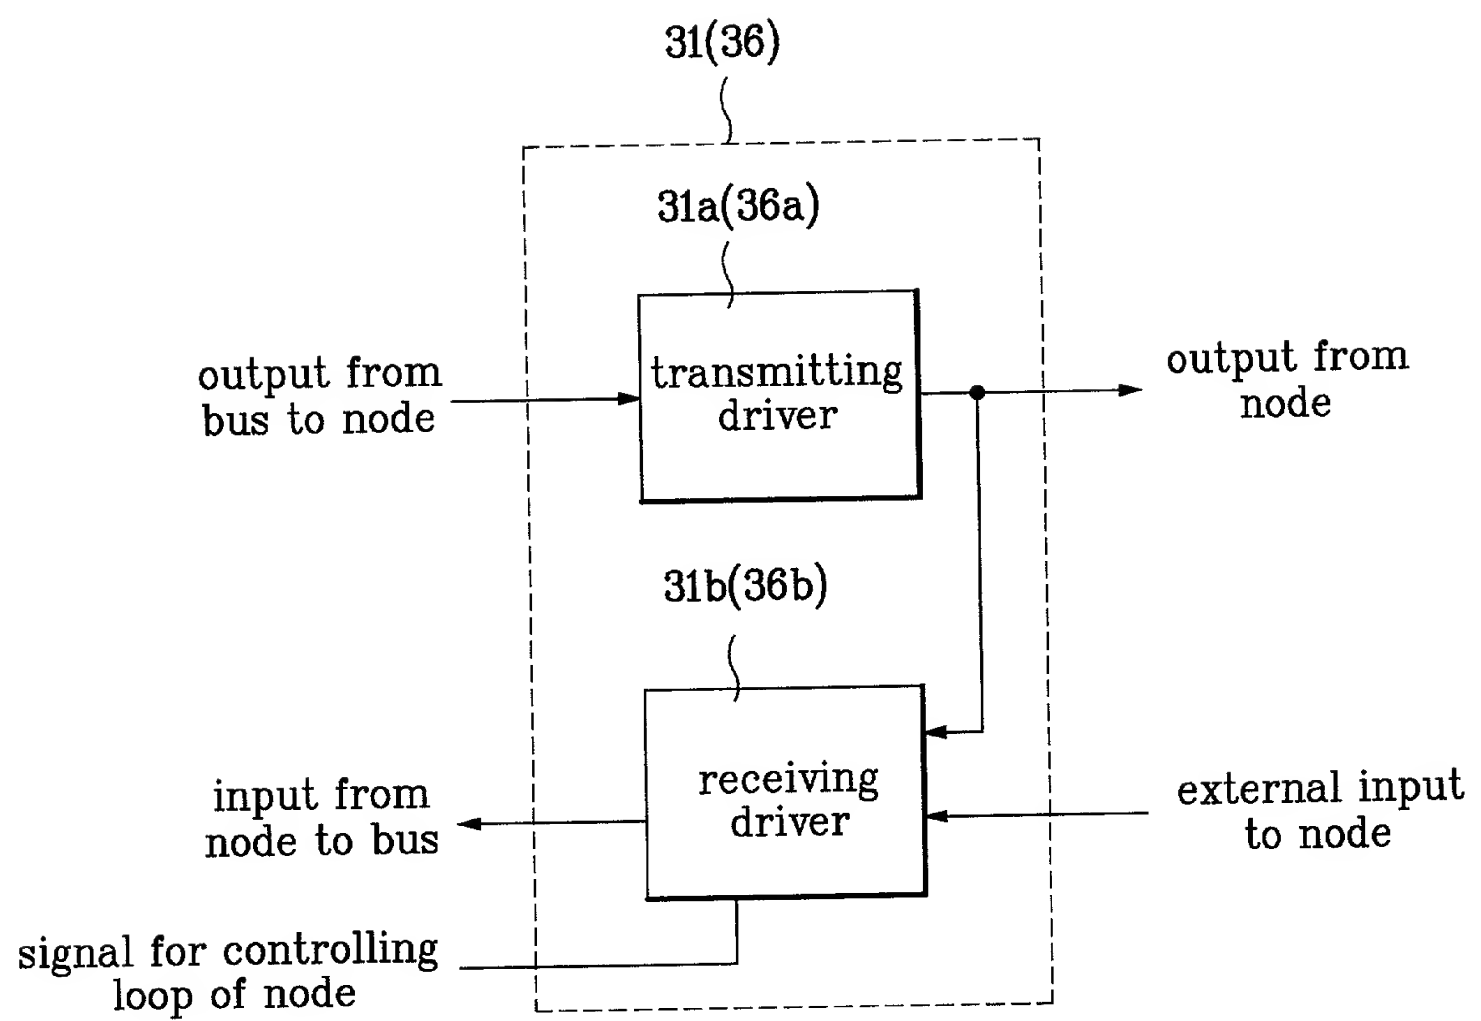 31(36)
31a(36a)
output from
bus to node
transmitting
driver
output from
node
31b(36b)
input from
node to bus
receiving
driver
external input
to node
signal for controlling
loop of node